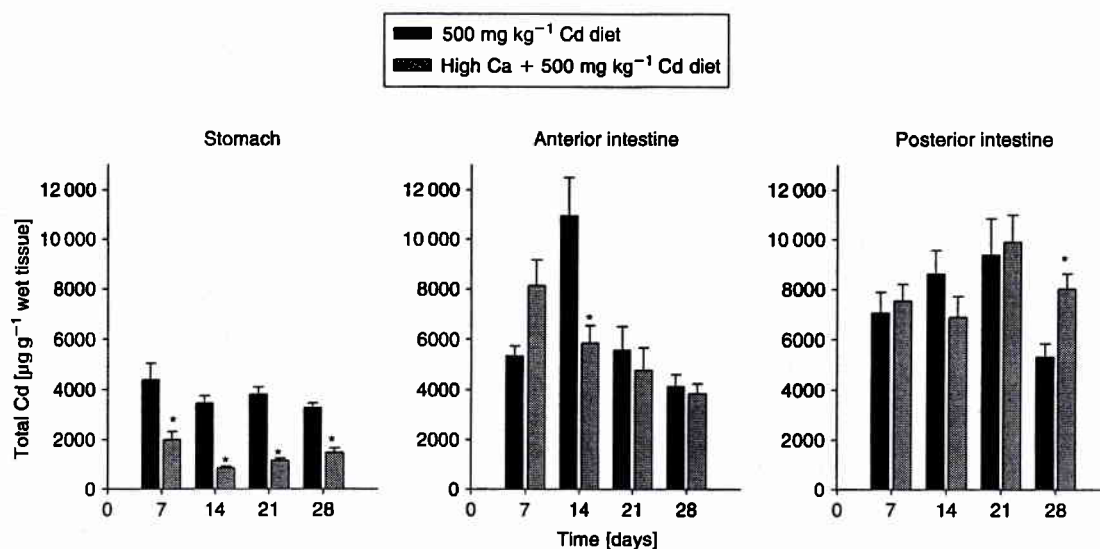 500 mg kg⁻¹ Cd diet
High Ca + 500 mg kg⁻¹ Cd diet
Stomach
Anterior intestine
Posterior intestine
Total Cd [µg g⁻¹ wet tissue]
12 000
10 000
8000
6000
4000
2000
0
12 000
10 000
8000
6000
4000
2000
0
12 000
10 000
8000
6000
4000
2000
0
* * * *
*
*
0 7 14 21 28
0 7 14 21 28
0 7 14 21 28
Time [days]